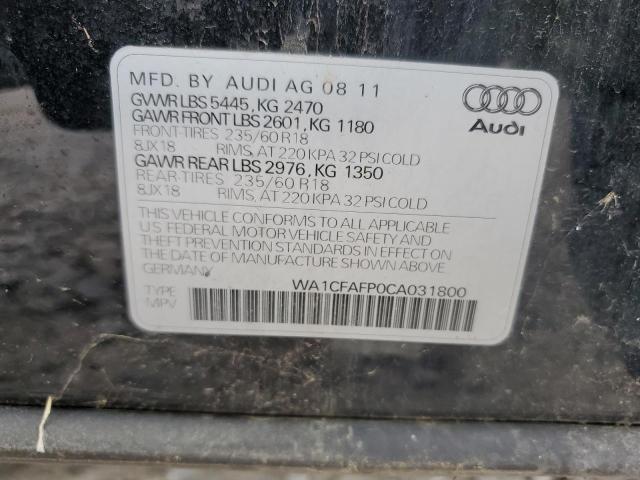 MFD. BY AUDI AG 08 11
GVWR LBS 5445, KG 2470
GAWR FRONT LBS 2601, KG 1180
FRONT-TIRES 235/60 R18
8JX18 RIMS, AT 220 KPA 32 PSI COLD
GAWR REAR LBS 2976, KG 1350
REAR-TIRES 235/60 R18
8JX18 RIMS, AT 220 KPA 32 PSI COLD
THIS VEHICLE CONFORMS TO ALL APPLICABLE
U.S FEDERAL MOTOR VEHICLE SAFETY AND
THEFT PREVENTION STANDARDS IN EFFECT ON
THE DATE OF MANUFACTURE SHOWN ABOVE.
GERMANY
WA1CFAFP0CA031800
TYPE
MPV
Audi